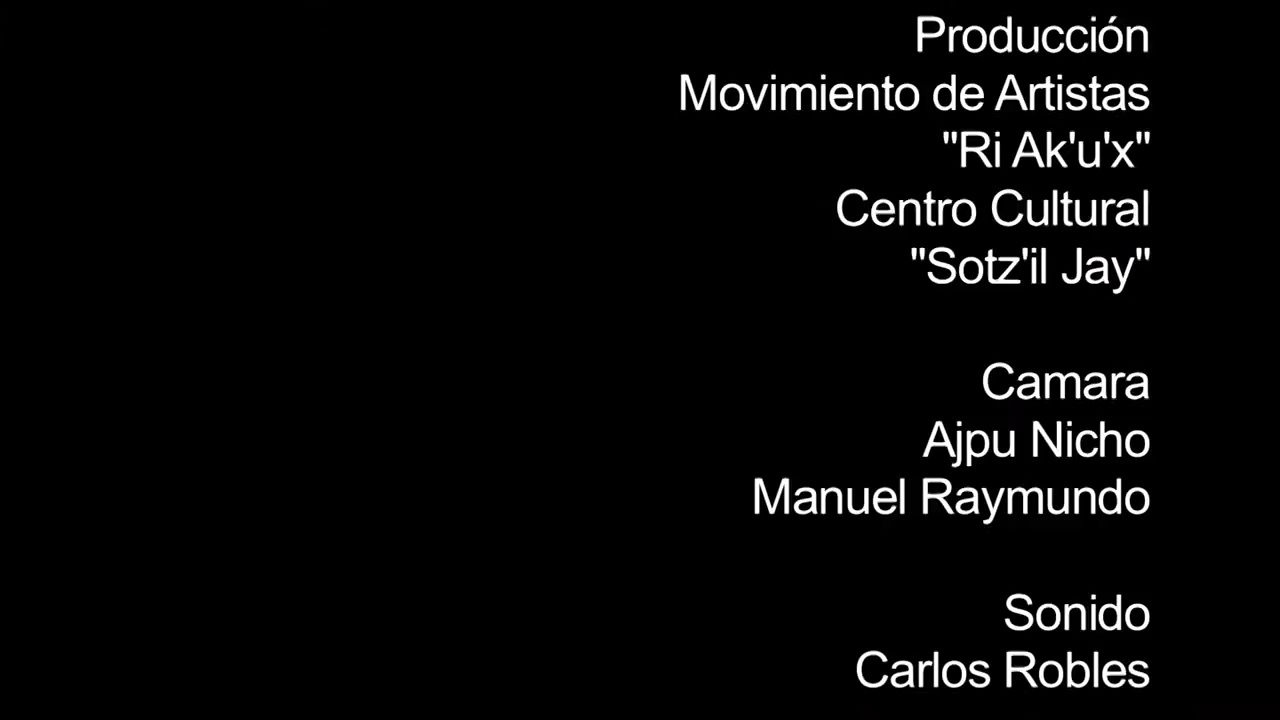 Producción
Movimiento de Artistas
"Ri Ak'u'x"
Centro Cultural
"Sotz'il Jay"
Camara
Ajpu Nicho
Manuel Raymundo
Sonido
Carlos Robles